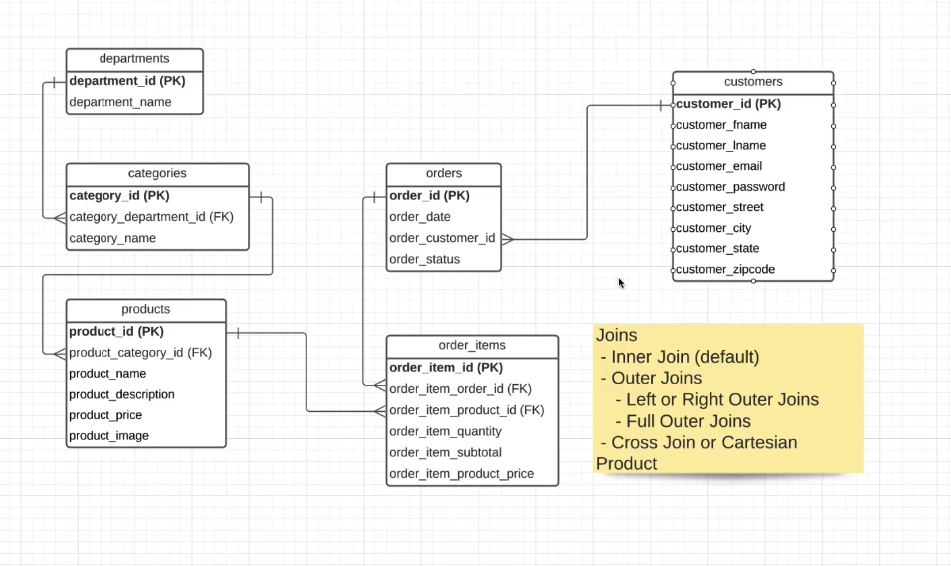 departments
department_id (PK)
department_name
categories
category_id (PK)
category_department_id (FK)
category_name
products
product_id (PK)
product_category_id (FK)
product_name
product_description
product_price
product_image
orders
order_id (PK)
order_date
order_customer_id
order_status
order_items
order_item_id (PK)
order_item_order_id (FK)
order_item_product_id (FK)
order_item_quantity
order_item_subtotal
order_item_product_price
customers
customer_id (PK)
customer_fname
customer_lname
customer_email
customer_password
customer_street
customer_city
customer_state
customer_zipcode
Joins
- Inner Join (default)
- Outer Joins
- Left or Right Outer Joins
- Full Outer Joins
- Cross Join or Cartesian
Product